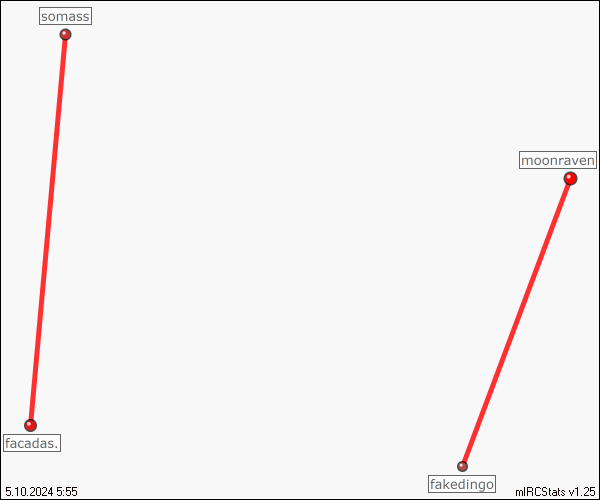 somass
moonraven
facadas.
fakedingo
5.10.2024 5:55
mIRCStats v1.25